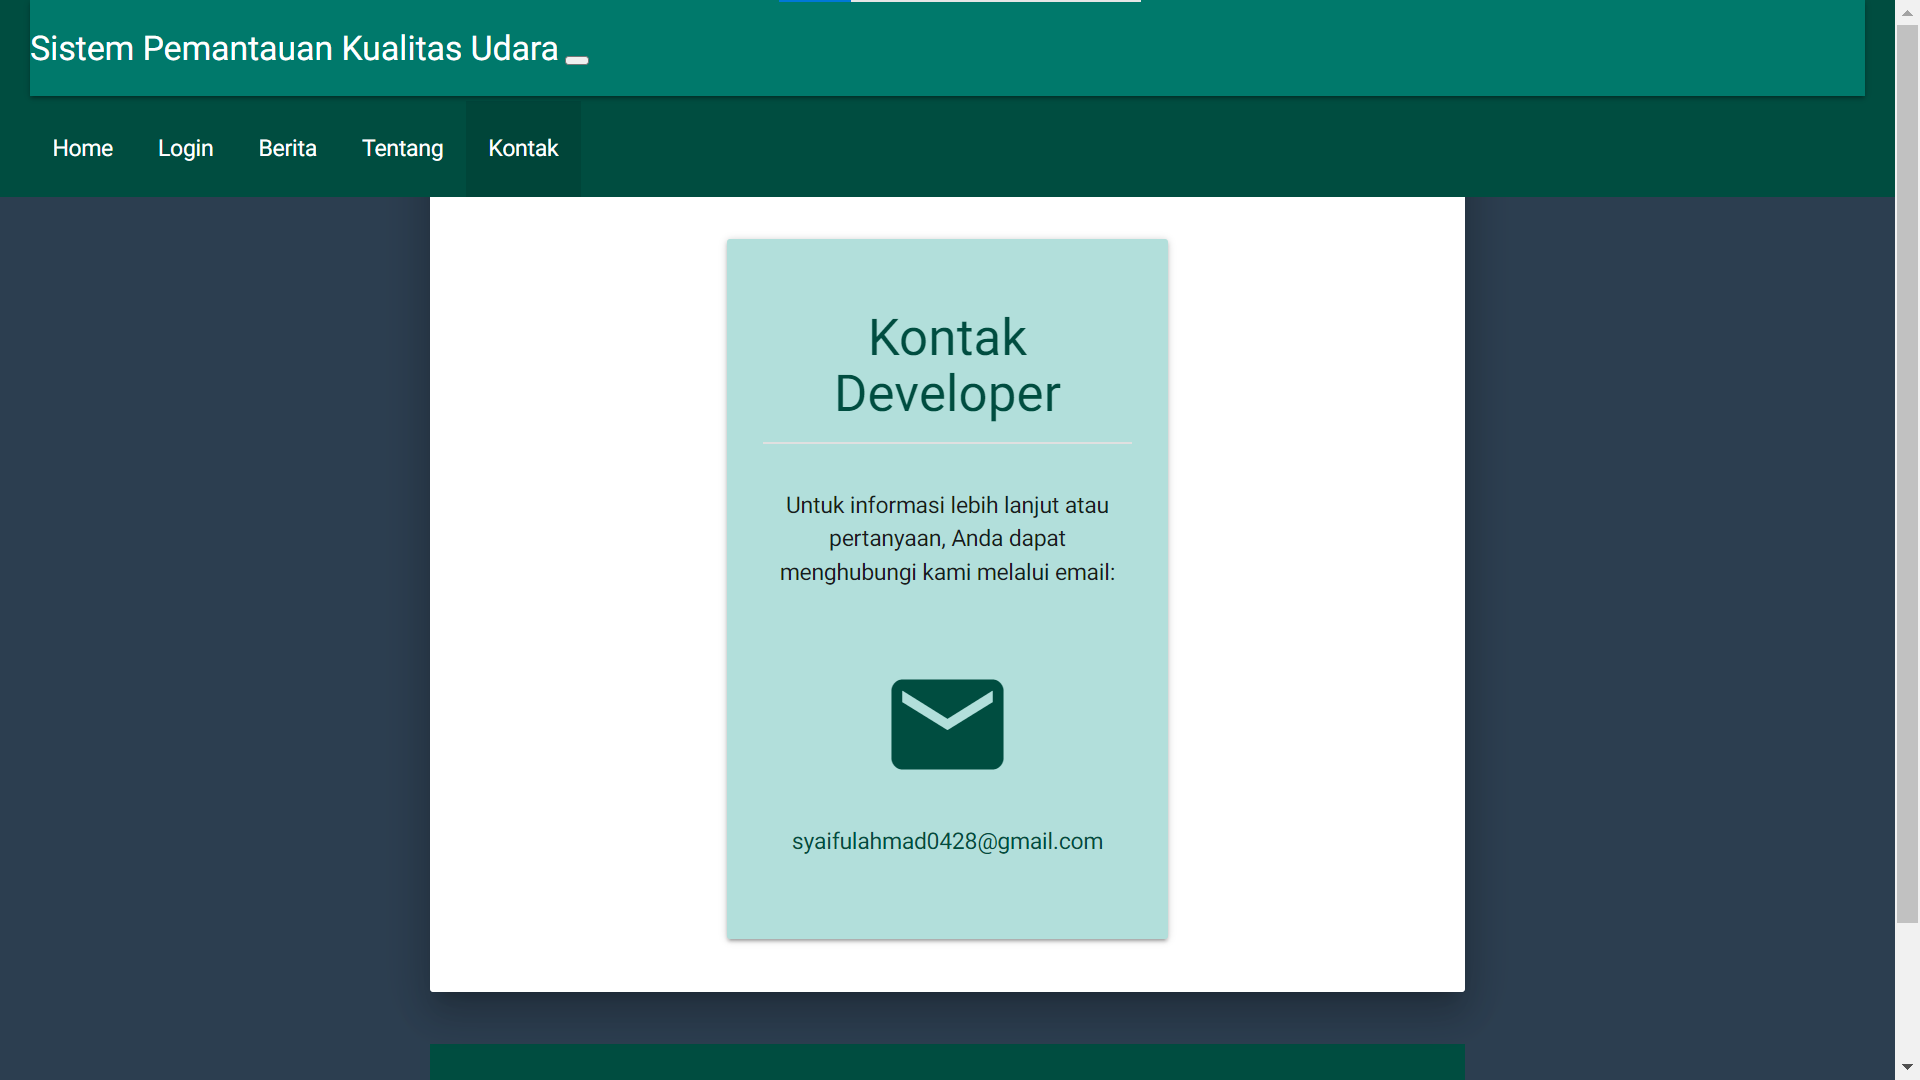 Sistem Pemantauan Kualitas Udara
Home Login Berita Tentang Kontak
Kontak
Developer
Untuk informasi lebih lanjut atau
pertanyaan, Anda dapat
menghubungi kami melalui email:
syaifulahmad0428@gmail.com